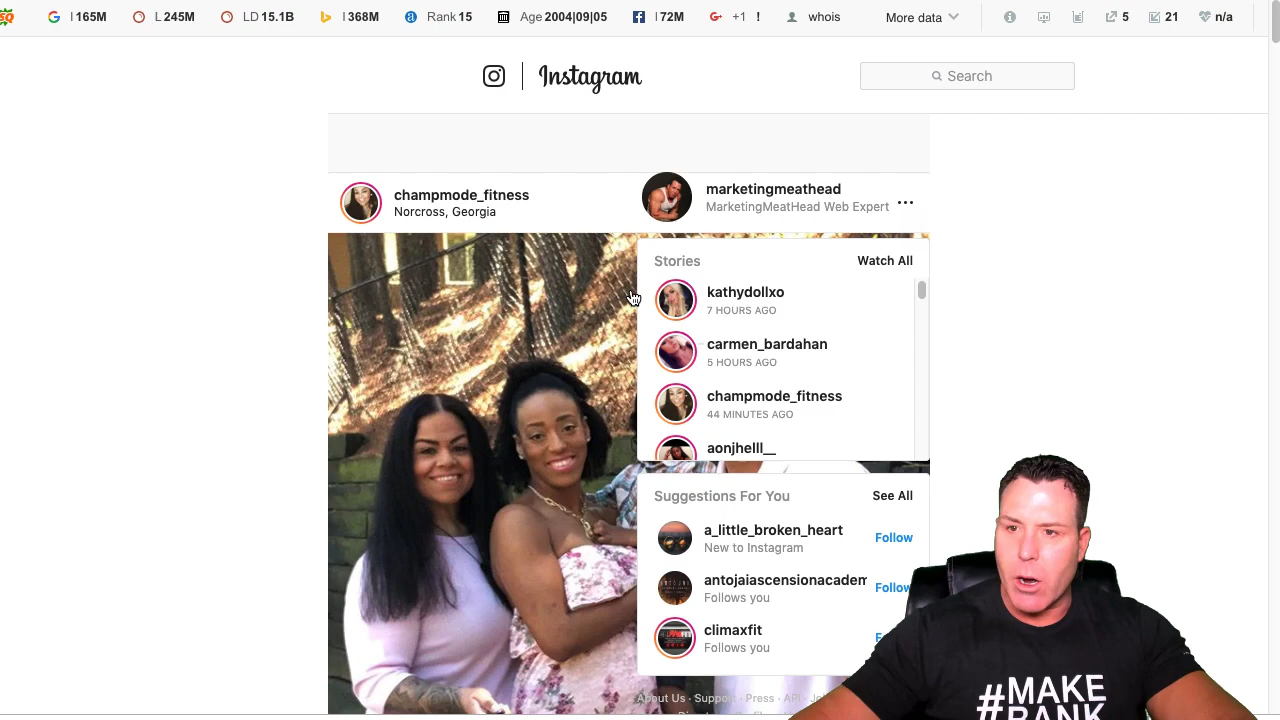 I 165M L 245M LD 15.1B I 368M Rank 15 Age 2004|09|05 I 72M +1 ! whois More data 5 21 n/a
Instagram
Search
champmode_fitness
Norcross, Georgia
marketingmeathead
MarketingMeatHead Web Expert
Stories Watch All
kathydollxo
7 HOURS AGO
carmen_bardahan
5 HOURS AGO
champmode_fitness
44 MINUTES AGO
aonjhelll__
Suggestions For You See All
a_little_broken_heart
New to Instagram
Follow
antojaiascensionacadem
Follows you
Follow
climaxfit
Follows you
About Us · Support · Press · API ·
#MAKE
RANK